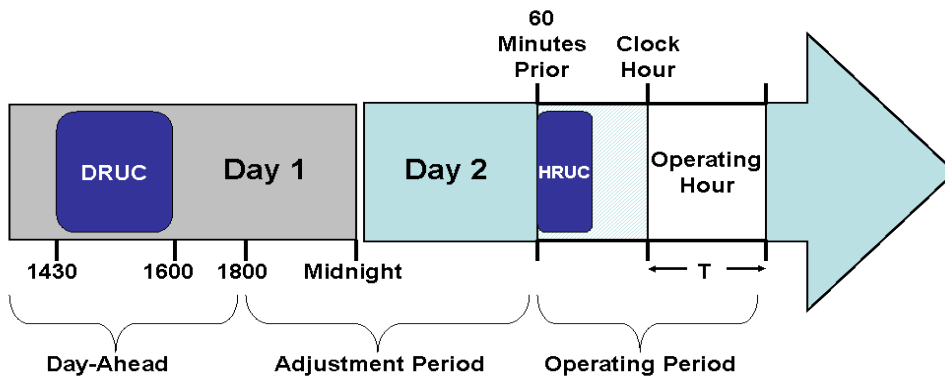 60
Minutes
Prior
Clock
Hour
DRUC
Day 1
Day 2
HRUC
Operating
Hour
1430
1600
1800
Midnight
T
Day-Ahead
Adjustment Period
Operating Period